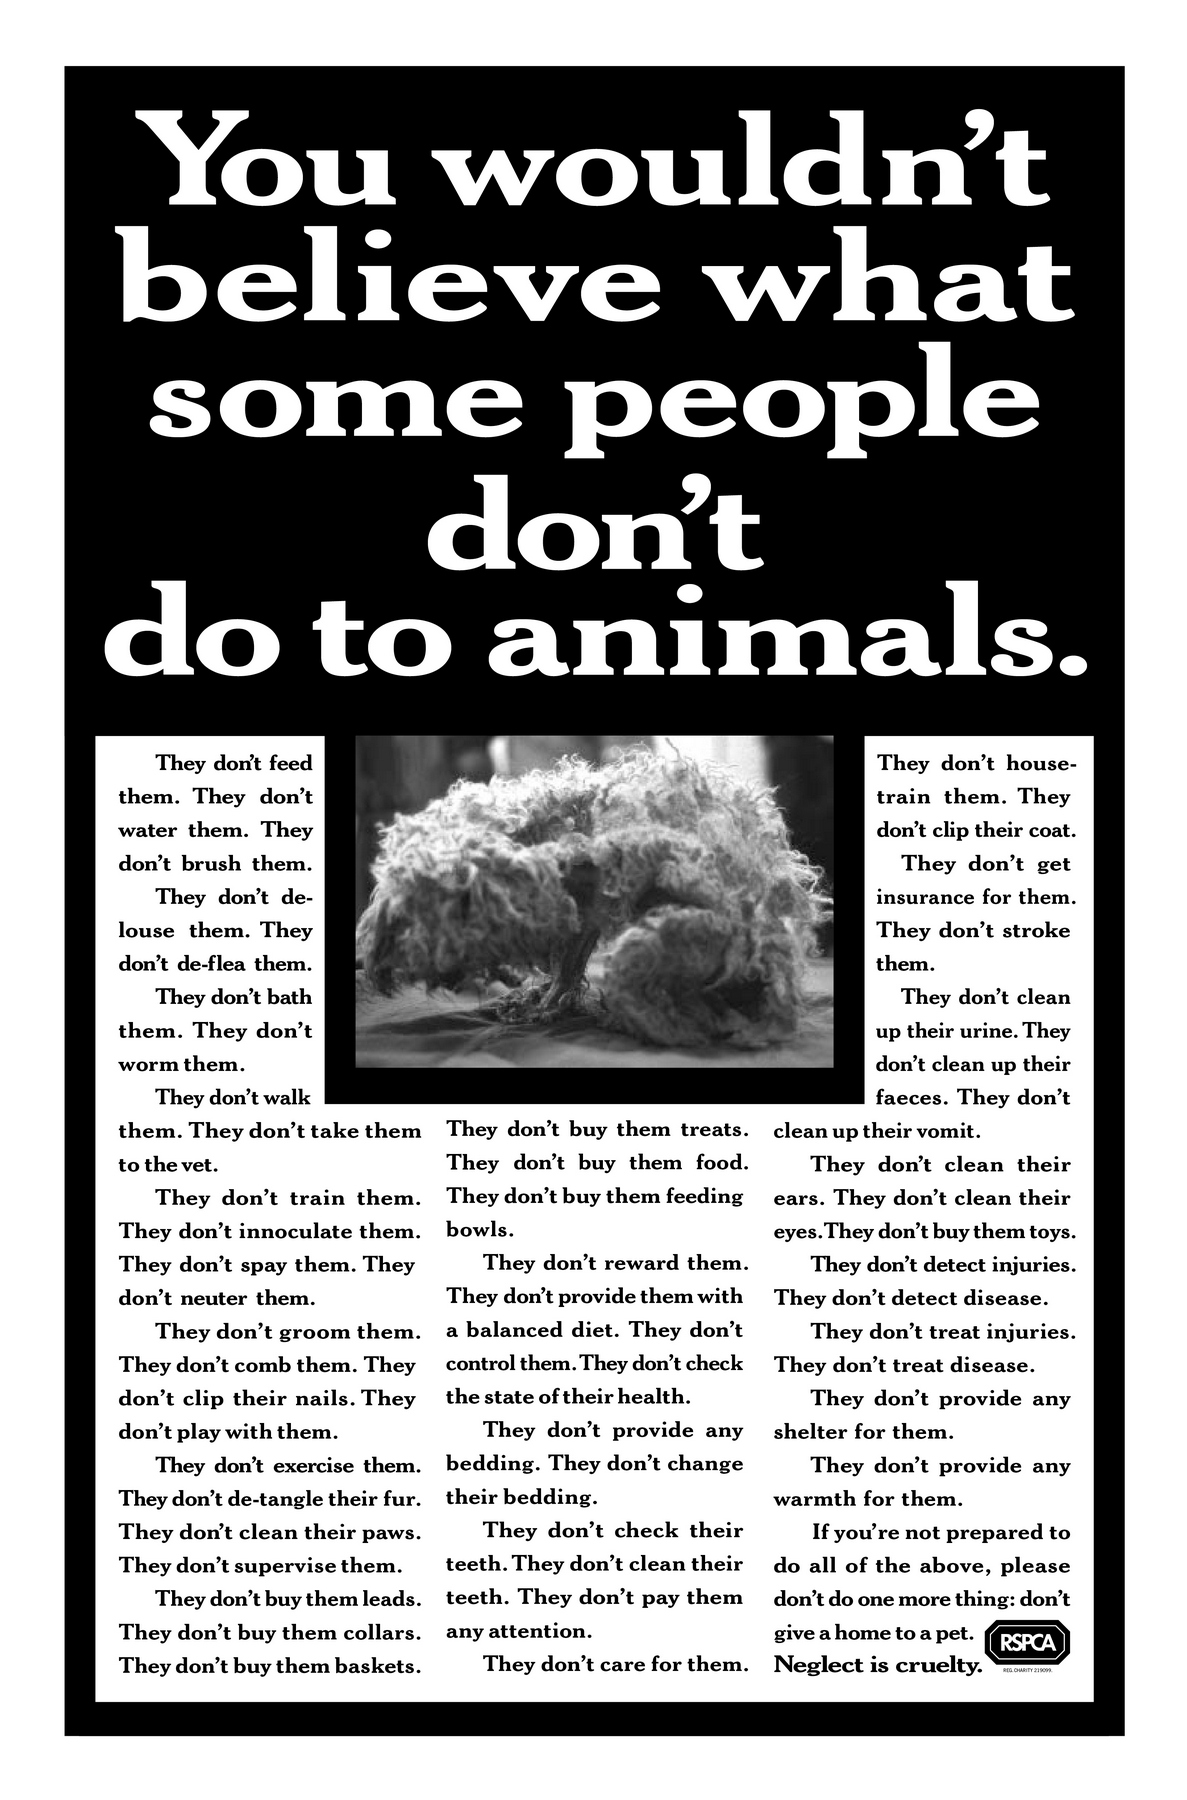 You wouldn't
believe what
some people
don't
do to animals.
They don't feed
them. They don't
water them. They
don't brush them.
They don't de-
louse them. They
don't de-flea them.
They don't bath
them. They don't
worm them.
They don't walk
them. They don't take them
to the vet.
They don't train them.
They don't innoculate them.
They don't spay them. They
don't neuter them.
They don't groom them.
They don't comb them. They
don't clip their nails. They
don't play with them.
They don't exercise them.
They don't de-tangle their fur.
They don't clean their paws.
They don't supervise them.
They don't buy them leads.
They don't buy them collars.
They don't buy them baskets.
They don't buy them treats.
They don't buy them food.
They don't buy them feeding
bowls.
They don't reward them.
They don't provide them with
a balanced diet. They don't
control them. They don't check
the state of their health.
They don't provide any
bedding. They don't change
their bedding.
They don't check their
teeth. They don't clean their
teeth. They don't pay them
any attention.
They don't care for them.
They don't house-
train them. They
don't clip their coat.
They don't get
insurance for them.
They don't stroke
them.
They don't clean
up their urine. They
don't clean up their
faeces. They don't
clean up their vomit.
They don't clean their
ears. They don't clean their
eyes. They don't buy them toys.
They don't detect injuries.
They don't detect disease.
They don't treat injuries.
They don't treat disease.
They don't provide any
shelter for them.
They don't provide any
warmth for them.
If you're not prepared to
do all of the above, please
don't do one more thing: don't
give a home to a pet.
Neglect is cruelty.
RSPCA
REG. CHARITY 219099.